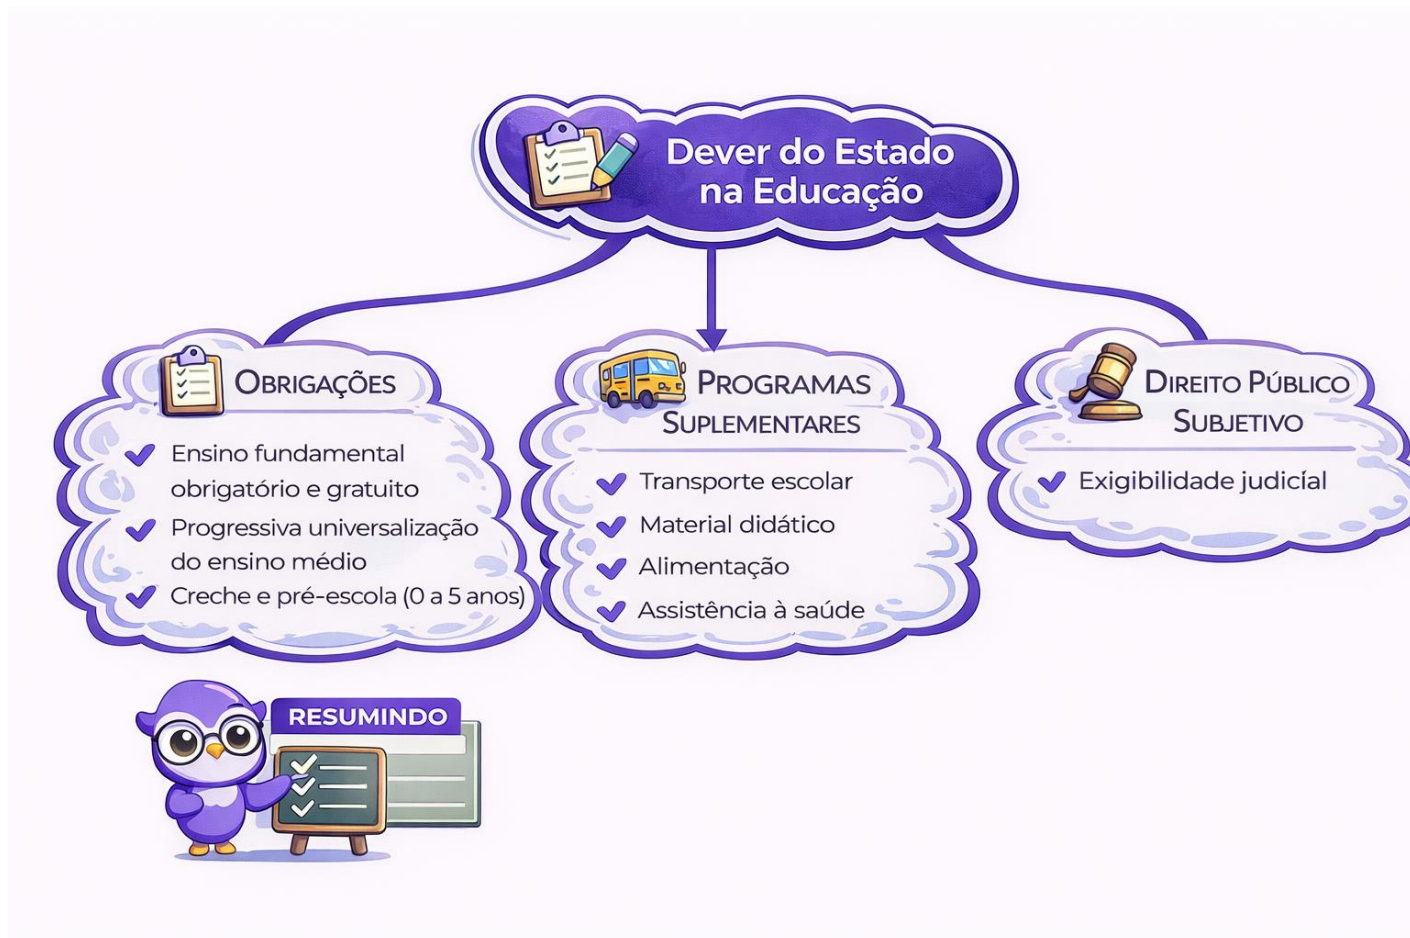 Dever do Estado
na Educação
OBRIGAÇÕES
Ensino fundamental
obrigatório e gratuito
Progressiva universalização
do ensino médio
Creche e pré-escola (0 a 5 anos)
PROGRAMAS
SUPLEMENTARES
Transporte escolar
Material didático
Alimentação
Assistência à saúde
DIREITO PÚBLICO
SUBJETIVO
Exigibilidade judicial
RESUMINDO